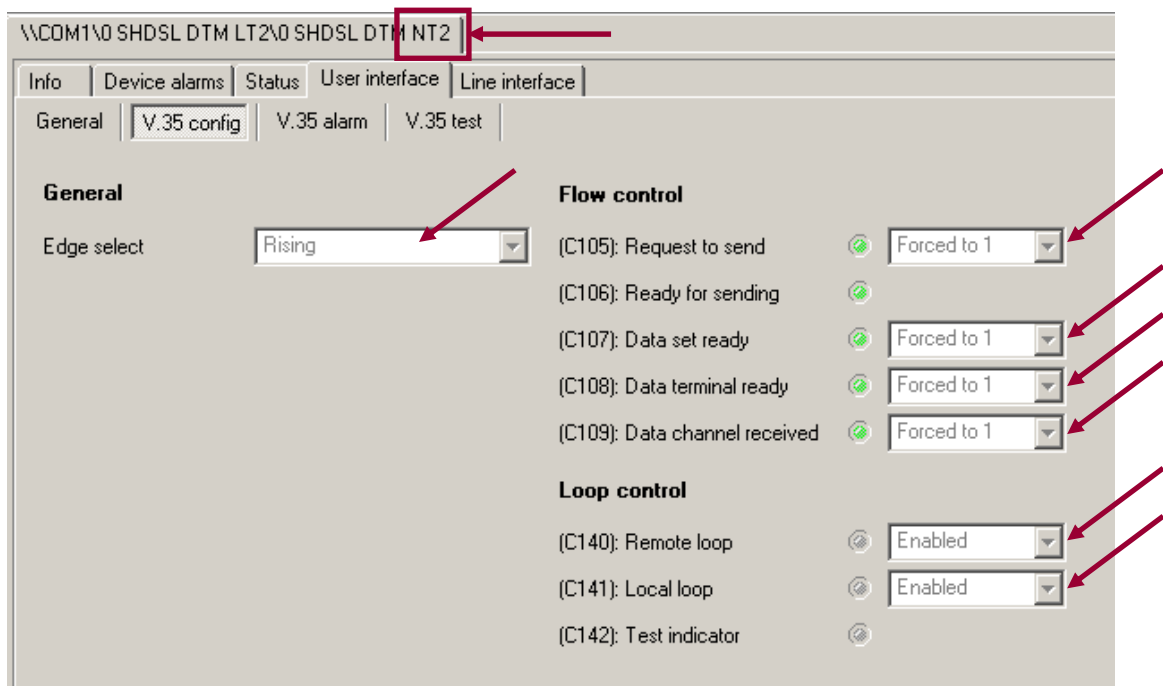 \\COM1\0 SHDSL DTM LT2\0 SHDSL DTM NT2
Info Device alarms Status User interface Line interface
General V.35 config V.35 alarm V.35 test
General
Edge select Rising
Flow control
(C105): Request to send Forced to 1
(C106): Ready for sending
(C107): Data set ready Forced to 1
(C108): Data terminal ready Forced to 1
(C109): Data channel received Forced to 1
Loop control
(C140): Remote loop Enabled
(C141): Local loop Enabled
(C142): Test indicator